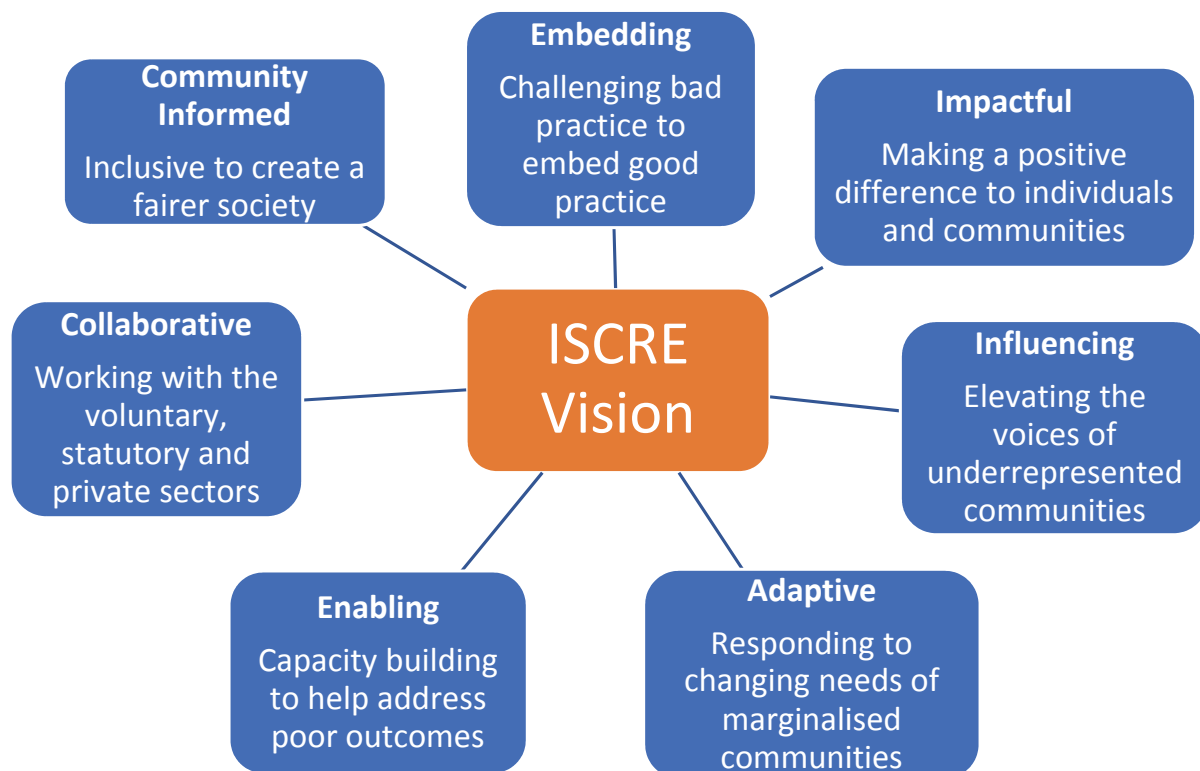 Embedding
Challenging bad
practice to
embed good
practice
Community
Informed
Inclusive to create a
fairer society
Impactful
Making a positive
difference to individuals
and communities
Collaborative
Working with the
voluntary,
statutory and
private sectors
ISCRE
Vision
Influencing
Elevating the
voices of
underrepresented
communities
Enabling
Capacity building
to help address
poor outcomes
Adaptive
Responding to
changing needs of
marginalised
communities